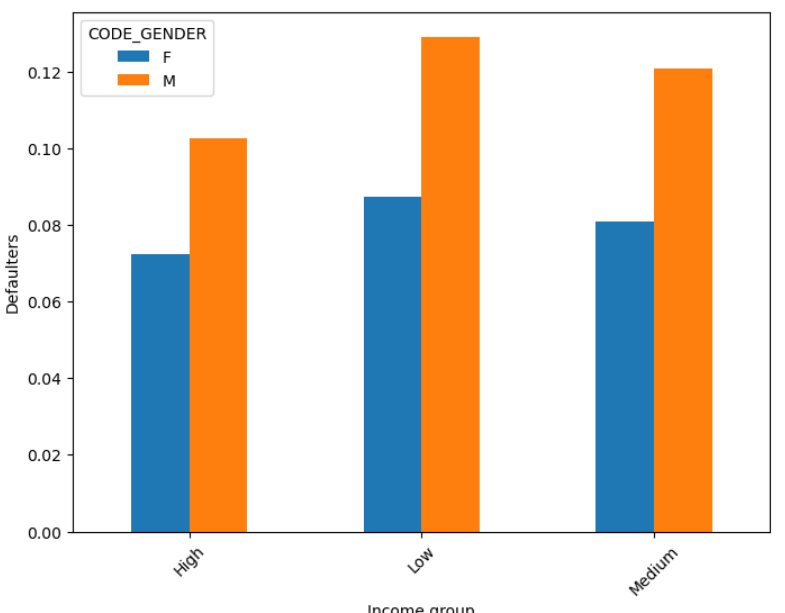 CODE_GENDER
F
M
0.12
0.10
0.08
0.06
0.04
0.02
0.00
Defaulters
High
Low
Medium
Income group